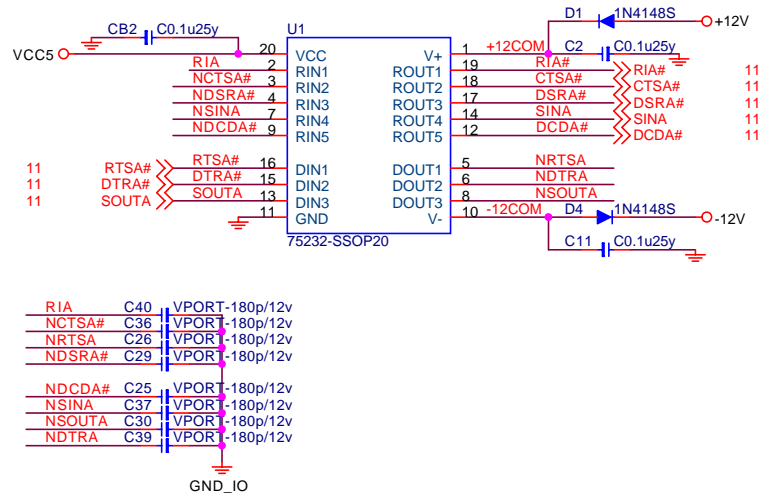 D1 1N4148S
+12V
CB2 C0.1u25y
U1
VCC5
20 VCC V+ 1 +12COM C2 C0.1u25y
RIA 2 RIN1 ROUT1 19 RIA# RIA# 11
NCTSA# 3 RIN2 ROUT2 18 CTSA# CTSA# 11
NDSRA# 4 RIN3 ROUT3 17 DSRA# DSRA# 11
NSINA 7 RIN4 ROUT4 14 SINA SINA 11
NDCDA# 9 RIN5 ROUT5 12 DCDA# DCDA# 11
11 RTSA# RTSA# 16 DIN1 DOUT1 5 NRTSA
11 DTRA# DTRA# 15 DIN2 DOUT2 6 NDTRA
11 SOUTA SOUTA 13 DIN3 DOUT3 8 NSOUTA
11 GND V- 10 -12COM D4 1N4148S
-12V
75232-SSOP20
C11 C0.1u25y
RIA C40 VPORT-180p/12v
NCTSA# C36 VPORT-180p/12v
NRTSA C26 VPORT-180p/12v
NDSRA# C29 VPORT-180p/12v
NDCDA# C25 VPORT-180p/12v
NSINA C37 VPORT-180p/12v
NSOUTA C30 VPORT-180p/12v
NDTRA C39 VPORT-180p/12v
GND_IO